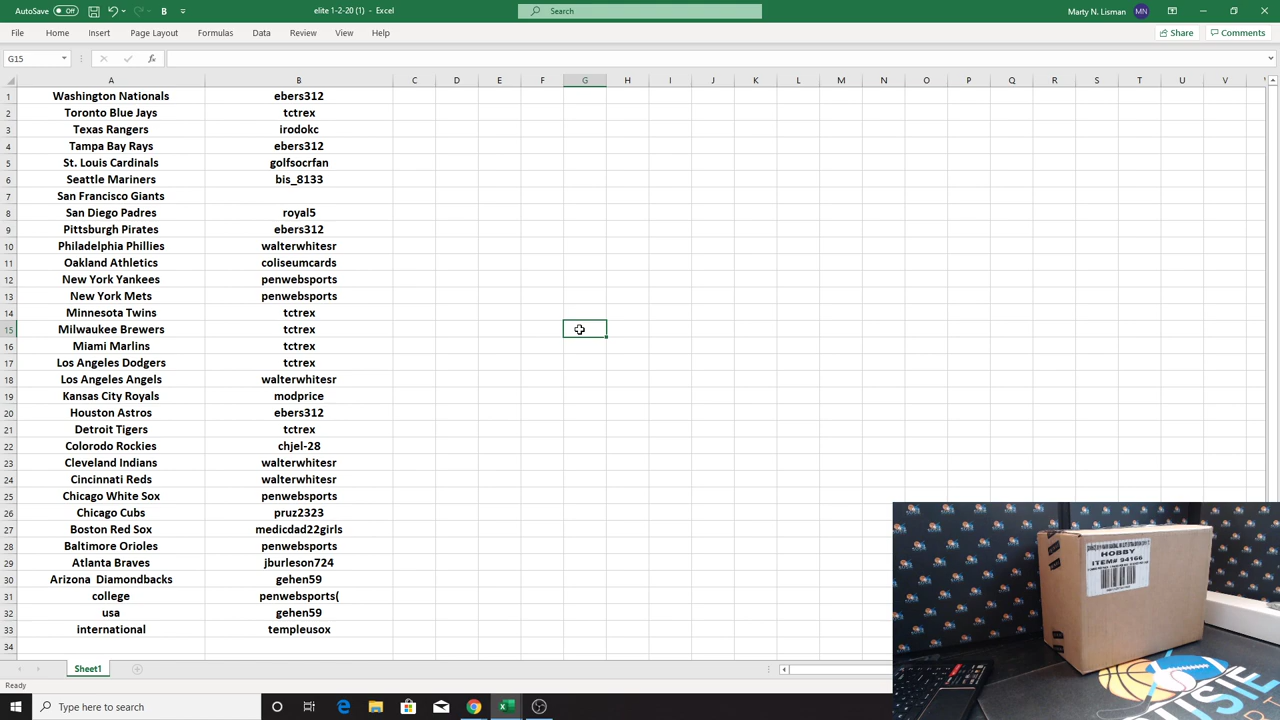 AutoSave Off elite 1-2-20 (1) - Excel Search Marty N. Lisman MN
File Home Insert Page Layout Formulas Data Review View Help Share Comments
G15
A B C D E F G H I J K L M N O P Q R S T U V
1 Washington Nationals ebers312
2 Toronto Blue Jays tctrex
3 Texas Rangers irodokc
4 Tampa Bay Rays ebers312
5 St. Louis Cardinals golfsocrfan
6 Seattle Mariners bis_8133
7 San Francisco Giants
8 San Diego Padres royal5
9 Pittsburgh Pirates ebers312
10 Philadelphia Phillies walterwhitesr
11 Oakland Athletics coliseumcards
12 New York Yankees penwebsports
13 New York Mets penwebsports
14 Minnesota Twins tctrex
15 Milwaukee Brewers tctrex
16 Miami Marlins tctrex
17 Los Angeles Dodgers tctrex
18 Los Angeles Angels walterwhitesr
19 Kansas City Royals modprice
20 Houston Astros ebers312
21 Detroit Tigers tctrex
22 Colorodo Rockies chjel-28
23 Cleveland Indians walterwhitesr
24 Cincinnati Reds walterwhitesr
25 Chicago White Sox penwebsports
26 Chicago Cubs pruz2323
27 Boston Red Sox medicdad22girls
28 Baltimore Orioles penwebsports
29 Atlanta Braves jburleson724
30 Arizona Diamondbacks gehen59
31 college penwebsports(
32 usa gehen59
33 international templeusox
34
HOBBY
ITEM# 94166
Sheet1
Ready
Type here to search